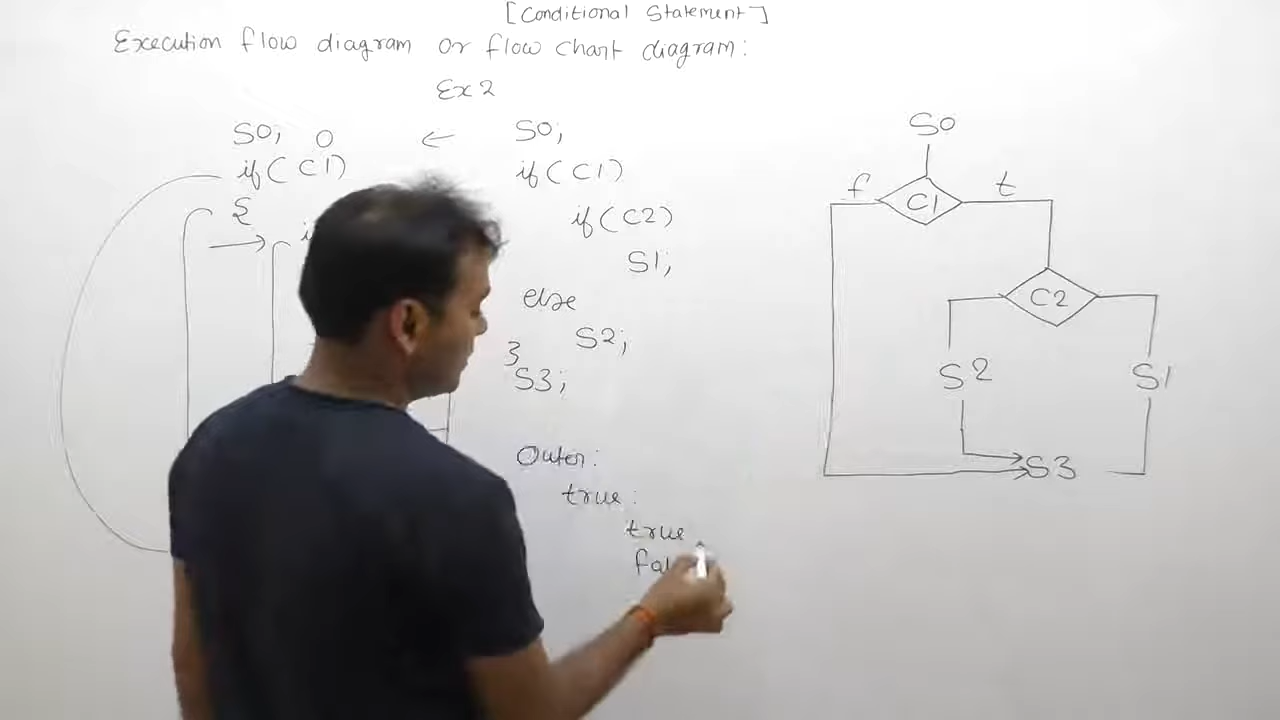 [Conditional Statement]
Execution flow diagram or flow chart diagram:
Ex 2
S0; 0
if(C1)
{
←
S0;
if(C1)
if(C2)
S1;
else
S2;
}
S3;
Outer:
true:
true
S0
f C1 t
C2
S2 S1
S3